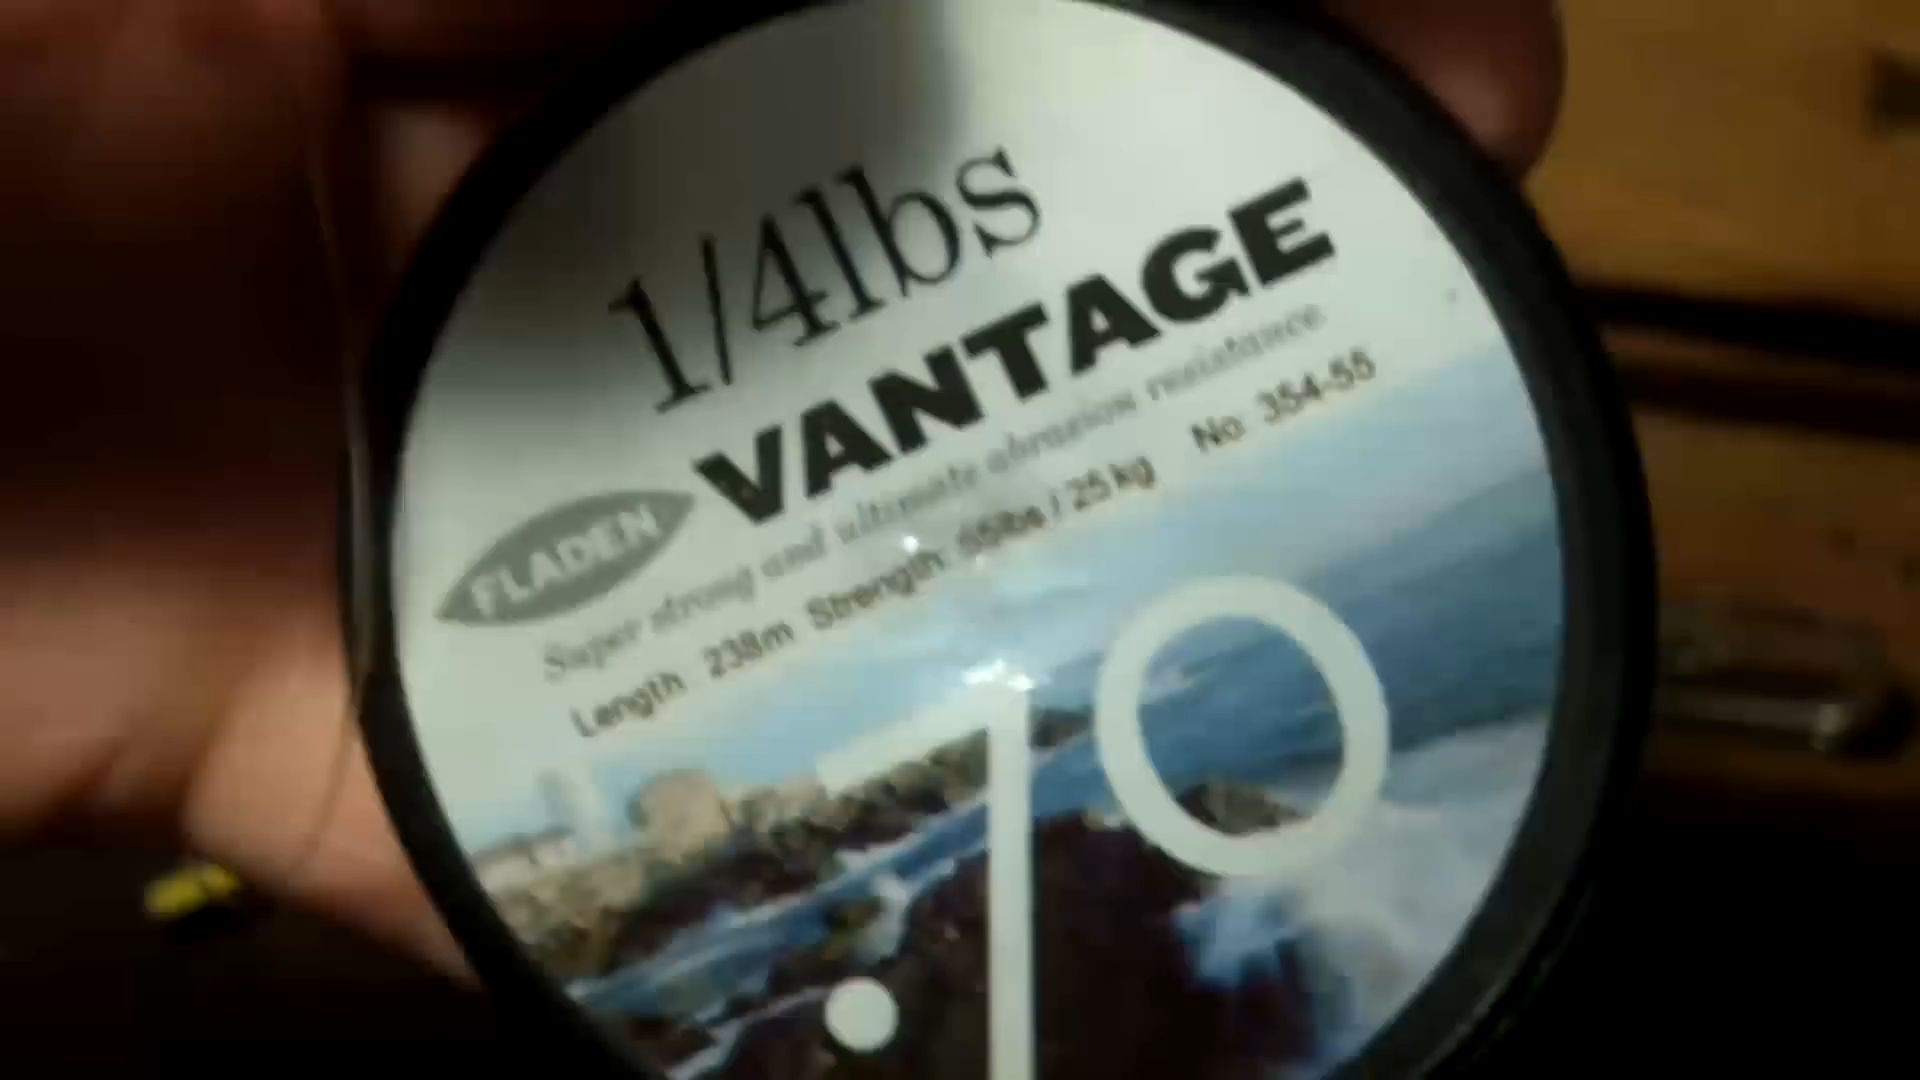 1/4lbs
VANTAGE
FLADEN
Super strong and ultimate abrasion resistance
Length 238m Strength 55lbs / 25 kg No 354-55
.70